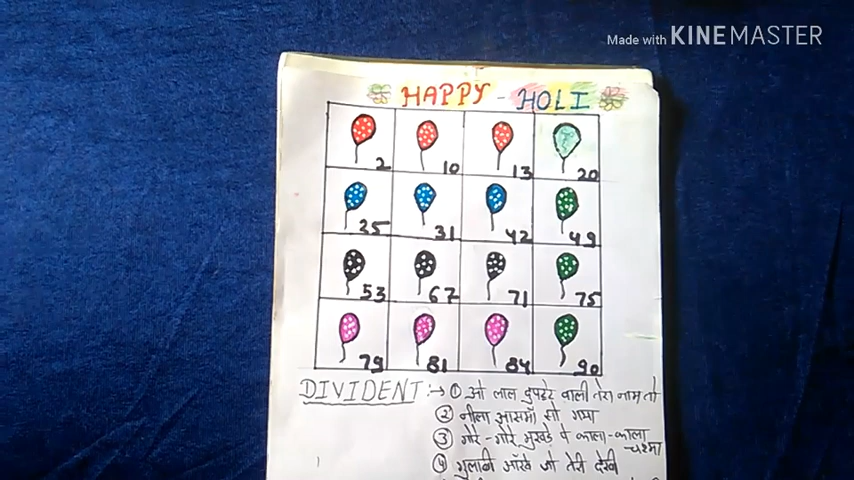 Made with KINEMASTER
HAPPY - HOLI
2 10 13 20
25 31 42 49
53 67 71 75
79 81 84 90
DIVIDENT :→ ① ओ लाल दुपट्टे वाली तेरा नाम तो
② नीला आसमाँ सो गया
③ गोरे-गोरे मुखड़े पे काला-काला
चश्मा
④ गुलाबी आँखे जो तेरी देखी